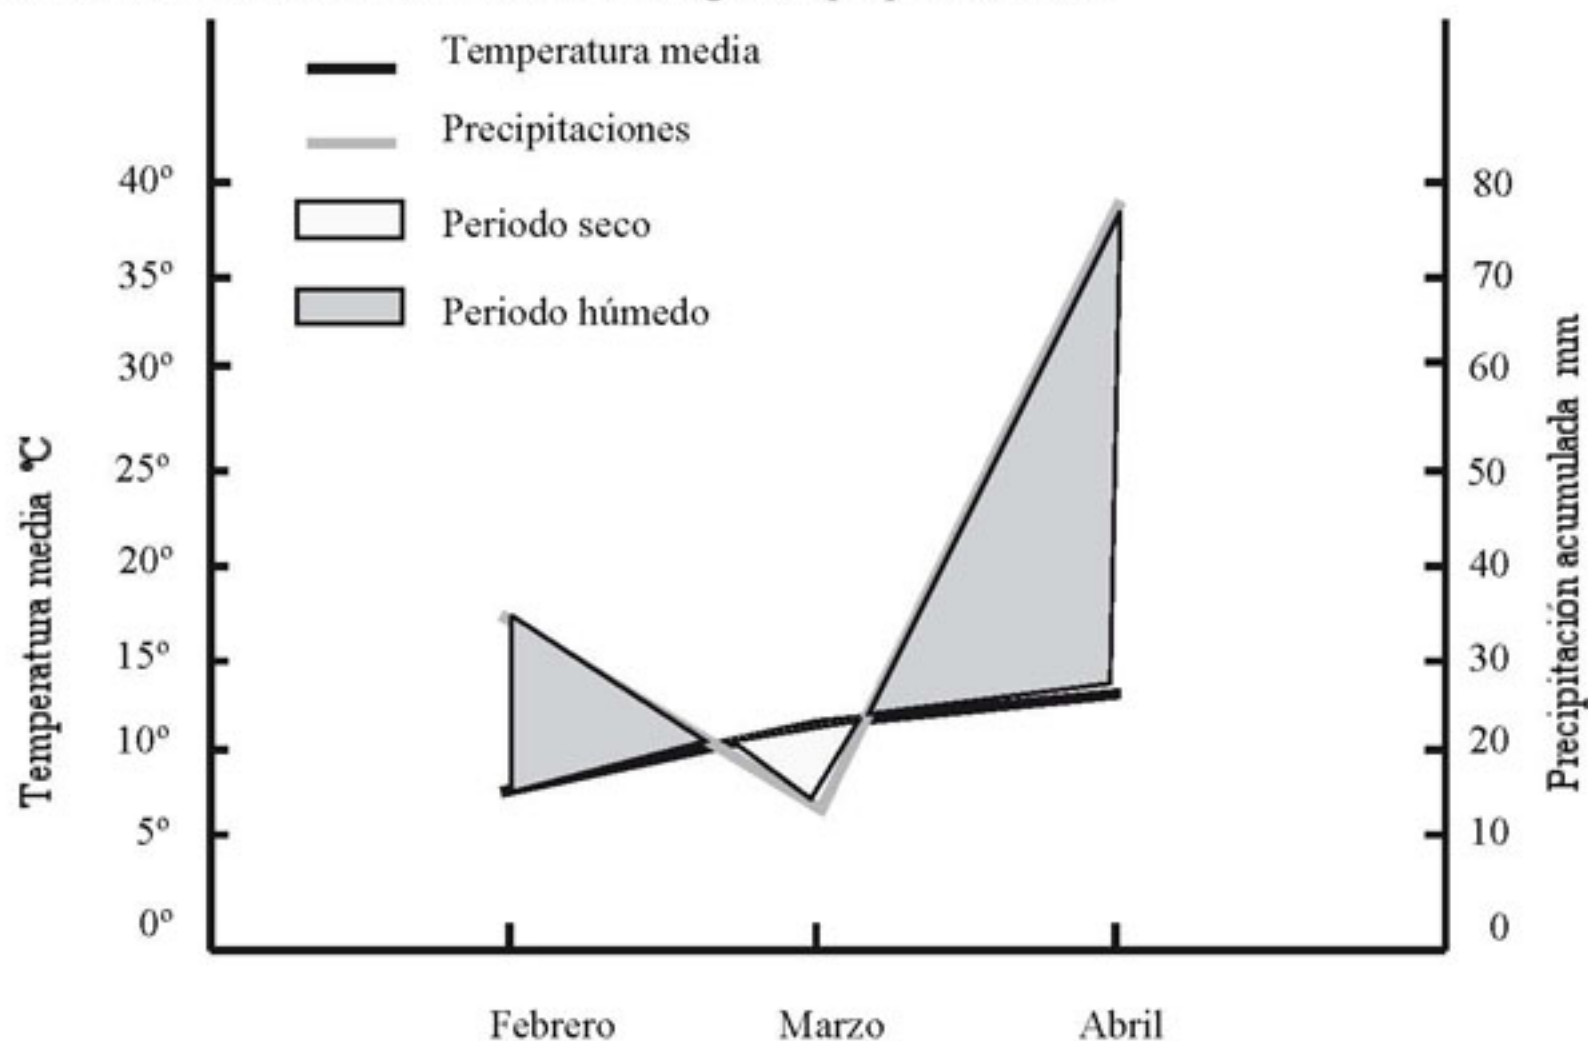 Temperatura media
Precipitaciones
Periodo seco
Periodo húmedo
40º
35º
30º
25º
20º
15º
10º
5º
0º
80
70
60
50
40
30
20
10
0
Temperatura media ºC
Precipitación acumulada mm
Febrero Marzo Abril